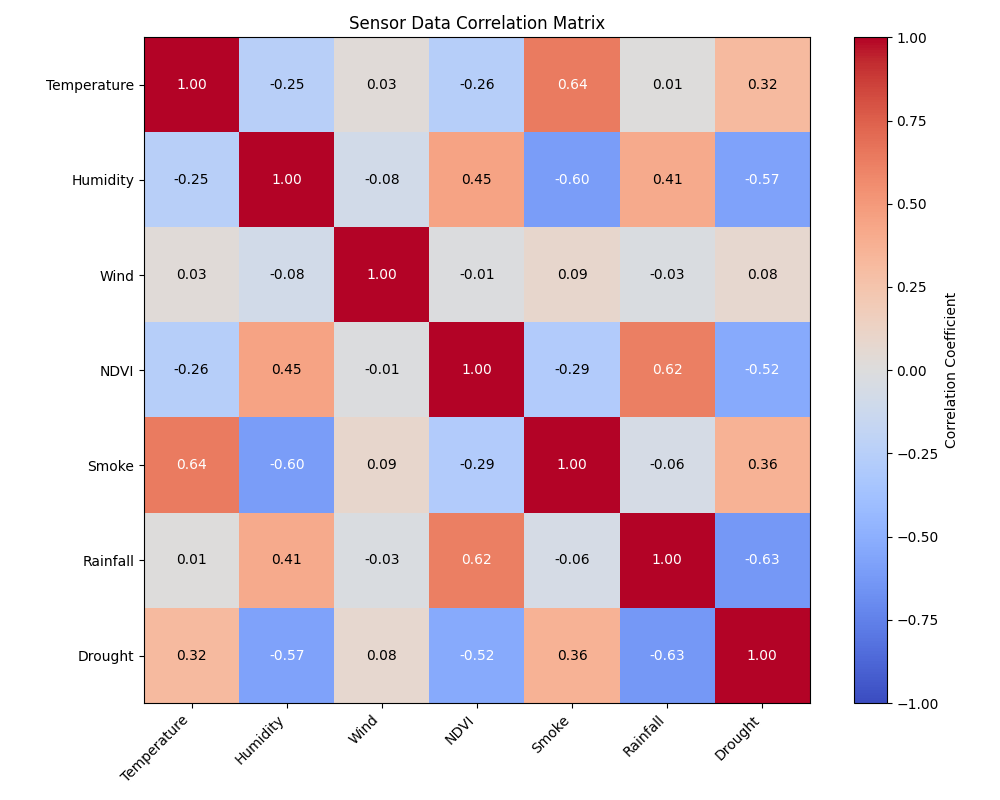 Sensor Data Correlation Matrix
Temperature 1.00 -0.25 0.03 -0.26 0.64 0.01 0.32
Humidity -0.25 1.00 -0.08 0.45 -0.60 0.41 -0.57
Wind 0.03 -0.08 1.00 -0.01 0.09 -0.03 0.08
NDVI -0.26 0.45 -0.01 1.00 -0.29 0.62 -0.52
Smoke 0.64 -0.60 0.09 -0.29 1.00 -0.06 0.36
Rainfall 0.01 0.41 -0.03 0.62 -0.06 1.00 -0.63
Drought 0.32 -0.57 0.08 -0.52 0.36 -0.63 1.00
Temperature Humidity Wind NDVI Smoke Rainfall Drought
1.00
0.75
0.50
0.25
0.00
−0.25
−0.50
−0.75
−1.00
Correlation Coefficient